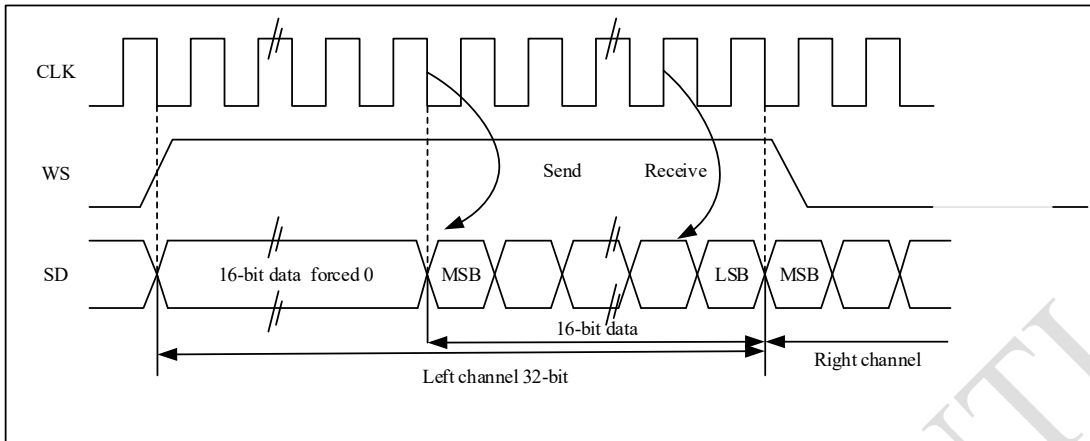 CLK
WS
Send
Receive
SD
16-bit data forced 0
MSB
LSB
MSB
16-bit data
Right channel
Left channel 32-bit